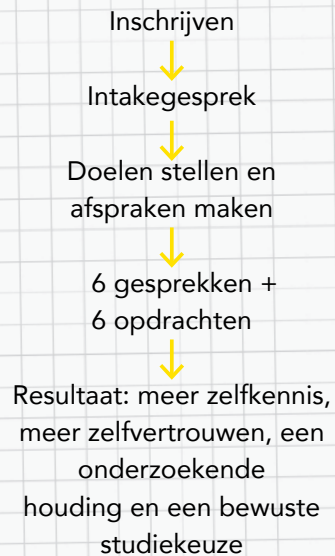 Inschrijven
Intakegesprek
Doelen stellen en
afspraken maken
6 gesprekken +
6 opdrachten
Resultaat: meer zelfkennis,
meer zelfvertrouwen, een
onderzoekende
houding en een bewuste
studiekeuze